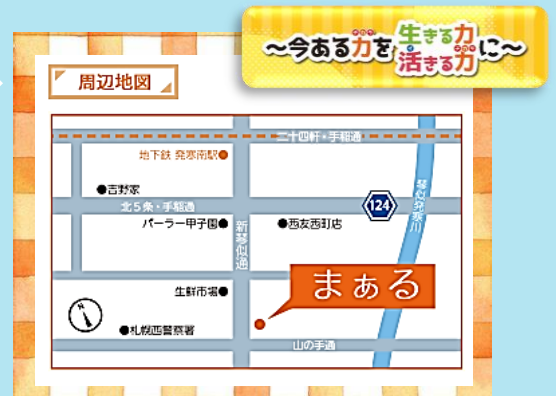 ～今ある力を生きる力活きる力に～
周辺地図
二十四軒・手稲通
地下鉄 発寒南駅
吉野家
北5条・手稲通
124
琴似発寒川
パーラー甲子園
新琴似通
西友西町店
まぁる
生鮮市場
N
札幌西警察署
山の手通